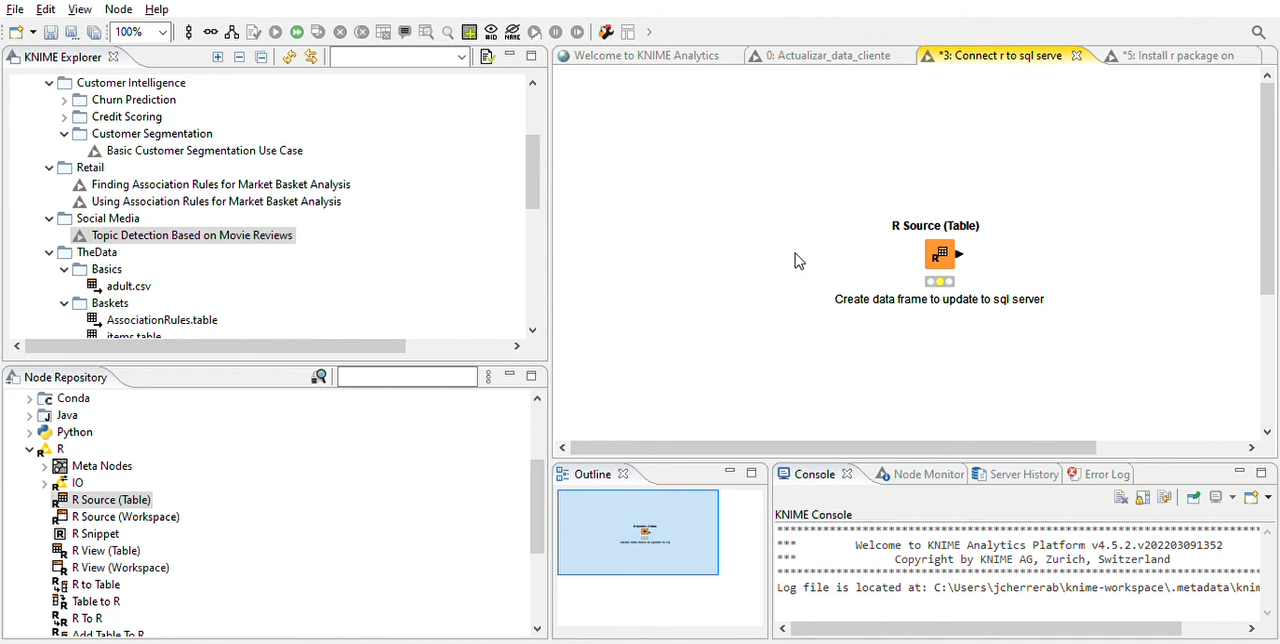 File Edit View Node Help
100%
KNIME Explorer
Customer Intelligence
Churn Prediction
Credit Scoring
Customer Segmentation
Basic Customer Segmentation Use Case
Retail
Finding Association Rules for Market Basket Analysis
Using Association Rules for Market Basket Analysis
Social Media
Topic Detection Based on Movie Reviews
TheData
Basics
adult.csv
Baskets
AssociationRules.table
items.table
Node Repository
Conda
Java
Python
R
Meta Nodes
IO
R Source (Table)
R Source (Workspace)
R Snippet
R View (Table)
R View (Workspace)
R to Table
Table to R
R To R
Add Table To R
Welcome to KNIME Analytics
0: Actualizar_data_cliente
*3: Connect r to sql serve
*5: Install r package on
R Source (Table)
Create data frame to update to sql server
Outline
Console
Node Monitor
Server History
Error Log
KNIME Console
*** Welcome to KNIME Analytics Platform v4.5.2.v202203091352
*** Copyright by KNIME AG, Zurich, Switzerland
Log file is located at: C:\Users\jcherrerab\knime-workspace\.metadata\knim